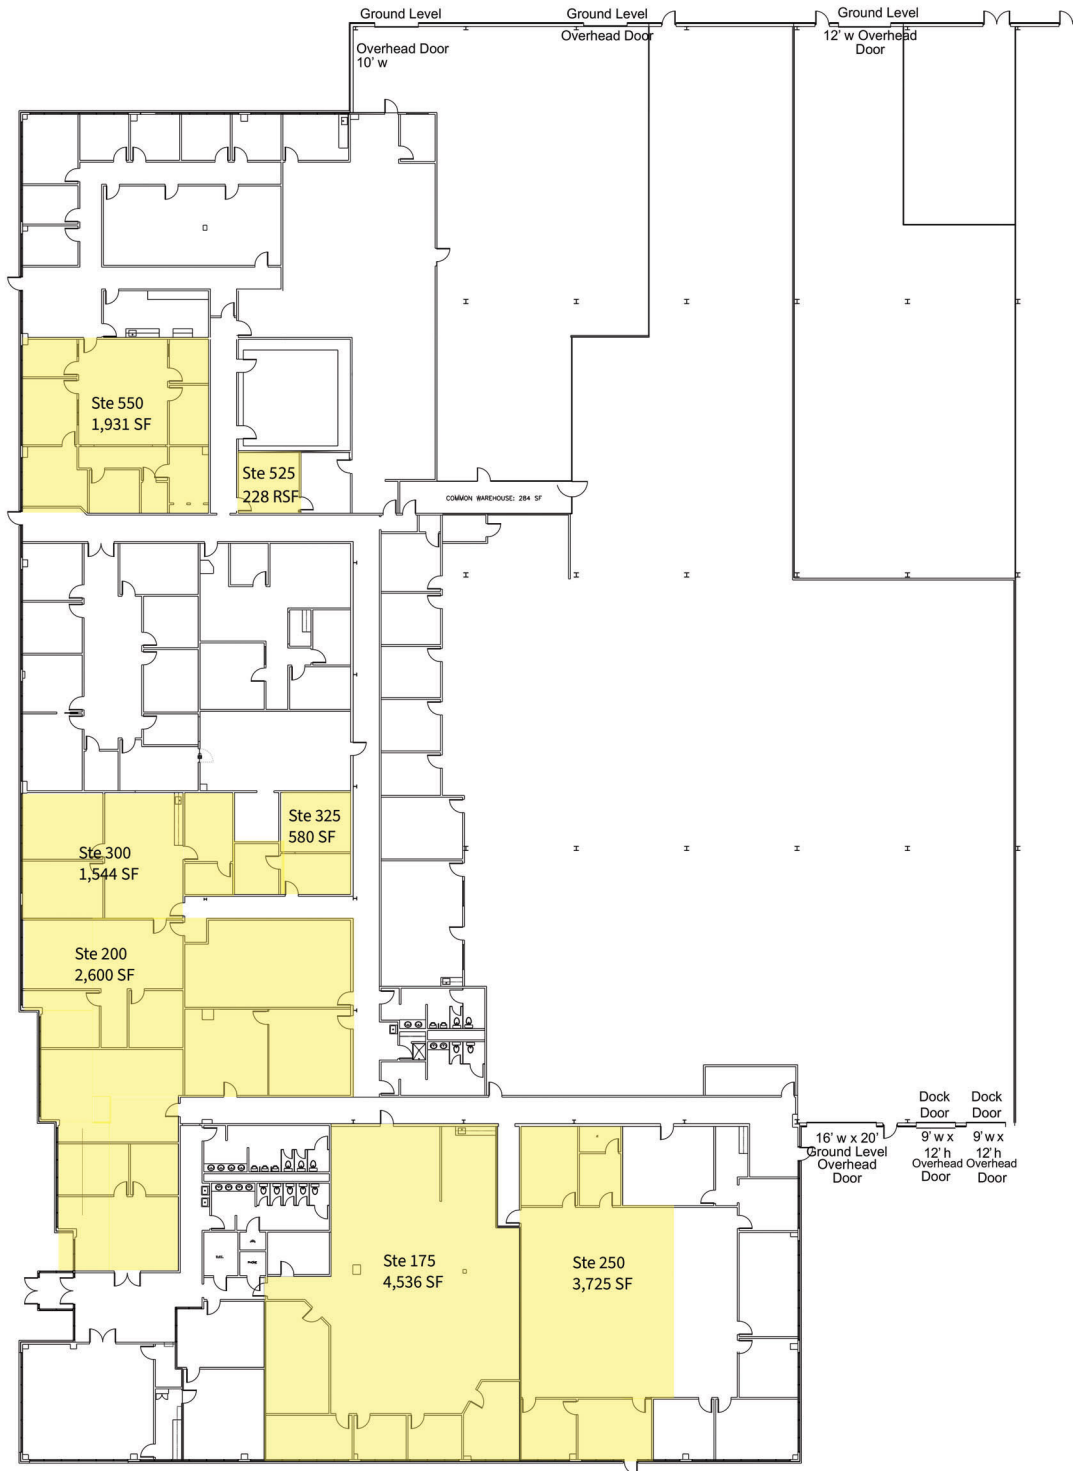 Ground Level
Ground Level
Ground Level
Overhead Door
10' w
Overhead Door
12' w Overhead
Door
Ste 550
1,931 SF
Ste 525
228 RSF
COMMON WAREHOUSE: 284 SF
Ste 325
580 SF
Ste 300
1,544 SF
Ste 200
2,600 SF
Dock
Door
Dock
Door
16' w x 20'
Ground Level
Overhead
Door
9' w x
12' h
Overhead
Door
9' w x
12' h
Overhead
Door
Ste 175
4,536 SF
Ste 250
3,725 SF
PHONE